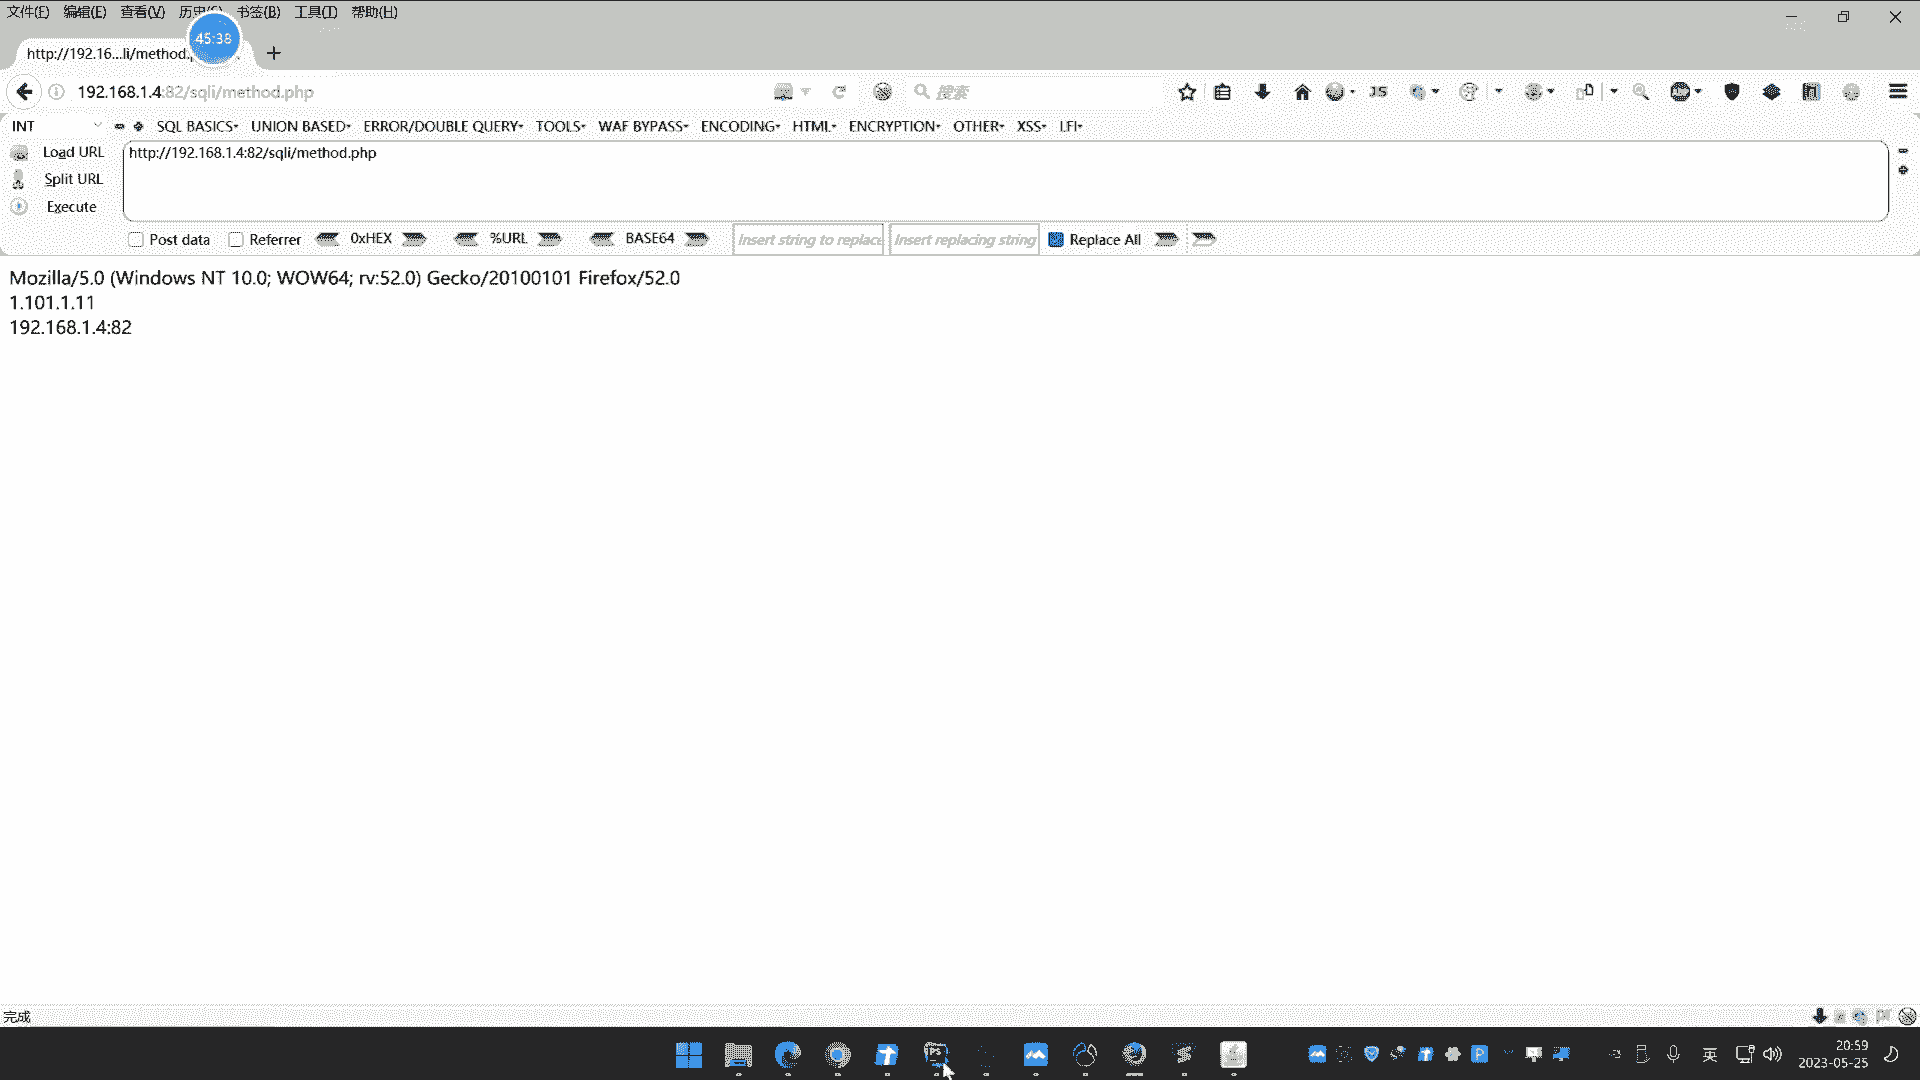 文件(F) 编辑(E) 查看(V) 书签(B) 工具(T) 帮助(H)
45:38
http://192.16...li/method.
192.168.1.4:82/sqli/method.php 搜索 JS
INT SQL BASICS UNION BASED ERROR/DOUBLE QUERY TOOLS WAF BYPASS ENCODING HTML ENCRYPTION OTHER XSS LFI
Load URL http://192.168.1.4:82/sqli/method.php
Split URL
Execute
Post data Referrer 0xHEX %URL BASE64 Insert string to replace Insert replacing string Replace All
Mozilla/5.0 (Windows NT 10.0; WOW64; rv:52.0) Gecko/20100101 Firefox/52.0
1.101.1.11
192.168.1.4:82
完成
英 20:59
2023-05-25